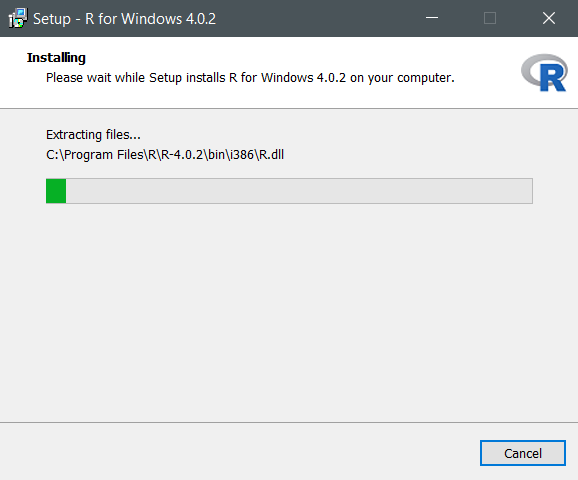 Setup - R for Windows 4.0.2
Installing
Please wait while Setup installs R for Windows 4.0.2 on your computer.
R
Extracting files...
C:\Program Files\R\R-4.0.2\bin\i386\R.dll
Cancel